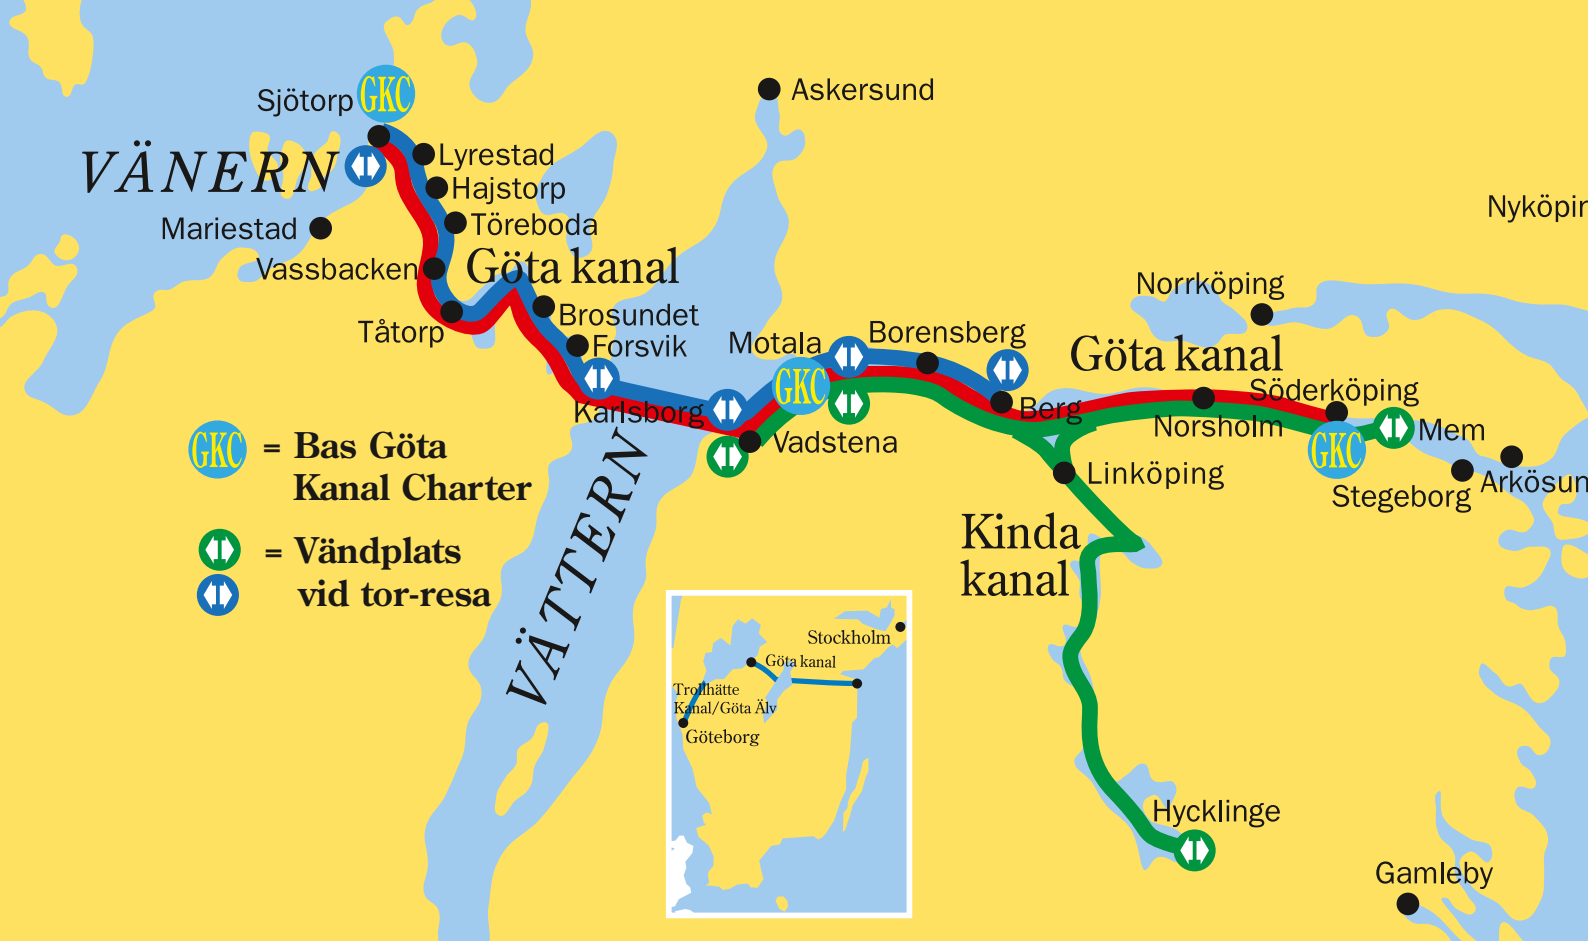 Askersund
Sjötorp
GKC
Lyrestad
VÄNERN
Hajstorp
Nyköpin
Töreboda
Mariestad
Göta kanal
Vassbacken
Norrköping
Brosundet
Tåtorp
Forsvik
Motala
Borensberg
Göta kanal
GKC
Söderköping
Karlsborg
Berg
Norsholm
Mem
Vadstena
GKC
Linköping
Stegeborg
Arkösun
GKC = Bas Göta
Kanal Charter
= Vändplats
vid tor-resa
VÄTTERN
Kinda
kanal
Stockholm
Göta kanal
Trollhätte
Kanal/Göta Älv
Göteborg
Hycklinge
Gamleby